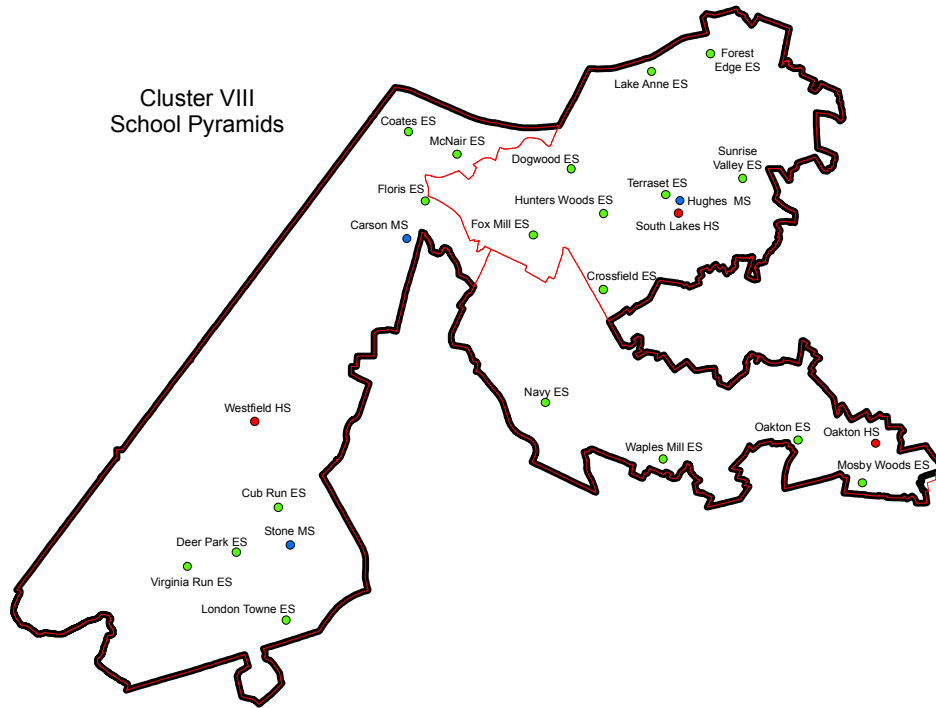 Cluster VIII
School Pyramids
Forest
Edge ES
Lake Anne ES
Coates ES
McNair ES
Dogwood ES
Sunrise
Valley ES
Terraset ES
Floris ES
Hunters Woods ES
Hughes MS
South Lakes HS
Carson MS
Fox Mill ES
Crossfield ES
Navy ES
Westfield HS
Oakton ES
Oakton HS
Waples Mill ES
Mosby Woods ES
Cub Run ES
Stone MS
Deer Park ES
Virginia Run ES
London Towne ES